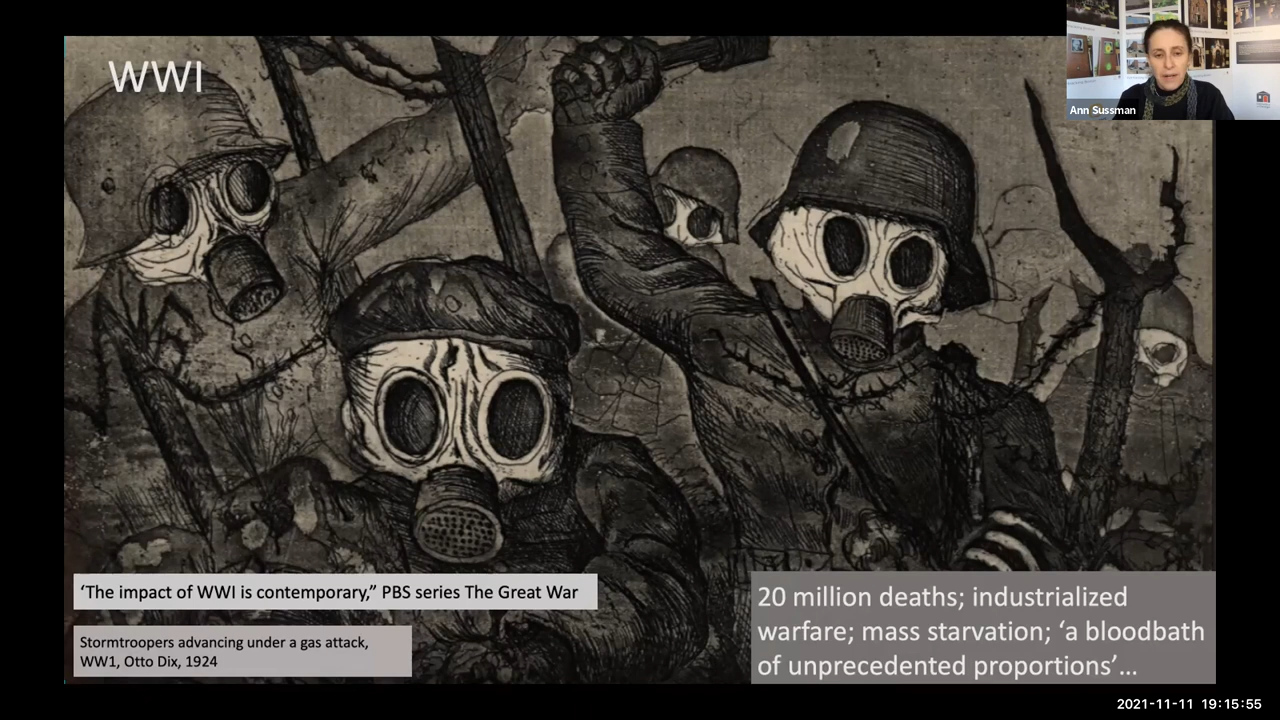 WWI
Ann Sussman
‘The impact of WWI is contemporary,” PBS series The Great War
Stormtroopers advancing under a gas attack,
WW1, Otto Dix, 1924
20 million deaths; industrialized
warfare; mass starvation; ‘a bloodbath
of unprecedented proportions’...
2021-11-11 19:15:55